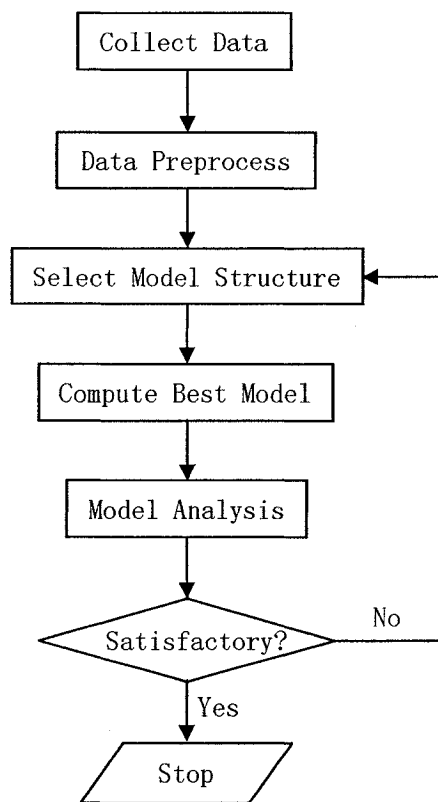 Collect Data
Data Preprocess
Select Model Structure
Compute Best Model
Model Analysis
Satisfactory?
No
Yes
Stop